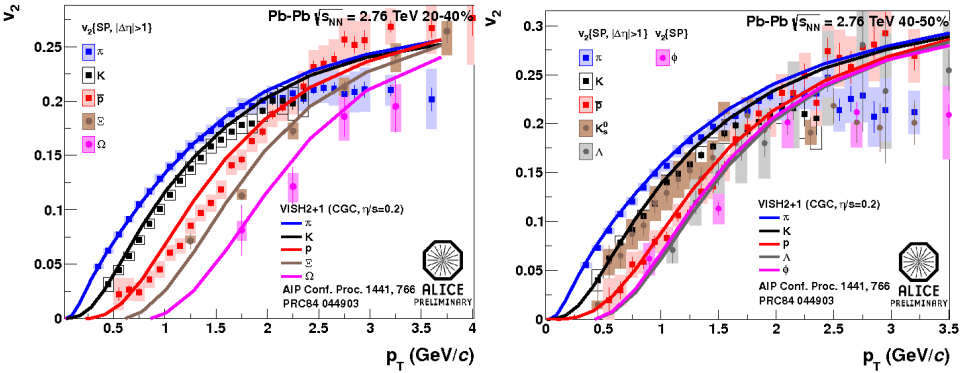 v₂
Pb-Pb √sNN = 2.76 TeV 20-40%
v₂{SP, |Δη|>1}
π
K
p̅
Ξ
Ω
0.25
0.2
0.15
0.1
0.05
0
VISH2+1 (CGC, η/s=0.2)
π
K
p
Ξ
Ω
AIP Conf. Proc. 1441, 766
PRC84 044903
ALICE
PRELIMINARY
0.5 1 1.5 2 2.5 3 3.5 4
pT (GeV/c)
v₂
Pb-Pb √sNN = 2.76 TeV 40-50%
v₂{SP, |Δη|>1} v₂{SP}
π ϕ
K
p̅
K⁰s
Λ
0.3
0.25
0.2
0.15
0.1
0.05
0
VISH2+1 (CGC, η/s=0.2)
π
K
p
Λ
ϕ
AIP Conf. Proc. 1441, 766
PRC84 044903
ALICE
PRELIMINARY
0 0.5 1 1.5 2 2.5 3 3.5
pT (GeV/c)